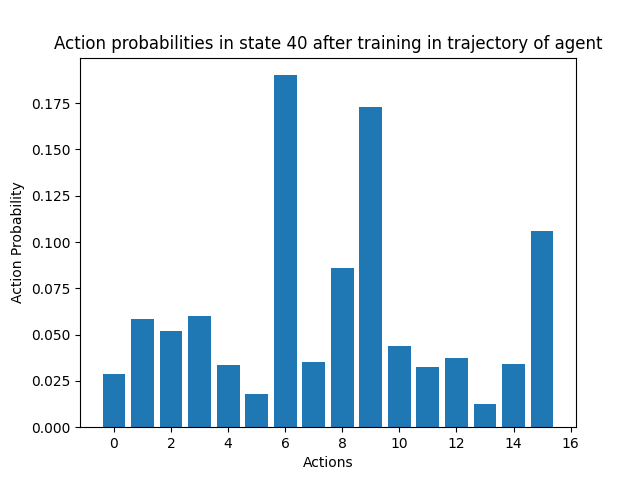 Action probabilities in state 40 after training in trajectory of agent
0.175
0.150
0.125
0.100
0.075
0.050
0.025
0.000
Action Probability
0 2 4 6 8 10 12 14 16
Actions